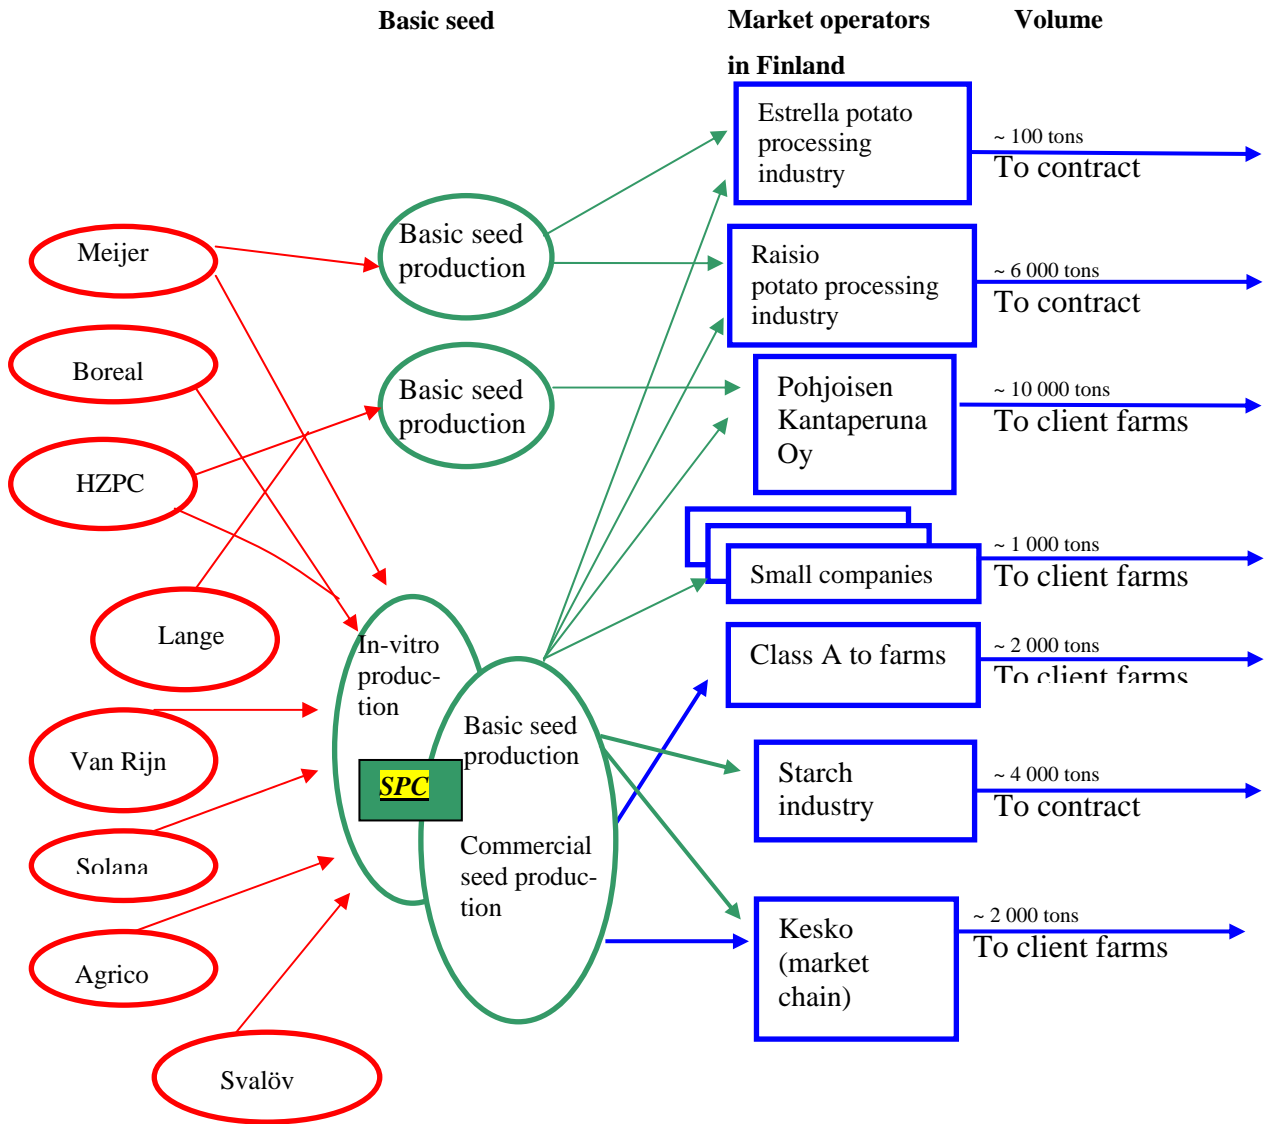 Basic seed
Market operators
in Finland
Volume
Estrella potato
processing
industry
~ 100 tons
To contract
Meijer
Basic seed
production
Raisio
potato processing
industry
~ 6 000 tons
To contract
Boreal
Basic seed
production
Pohjoisen
Kantaperuna
Oy
~ 10 000 tons
To client farms
HZPC
Small companies
~ 1 000 tons
To client farms
Lange
In-vitro
produc-
tion
Class A to farms
~ 2 000 tons
To client farms
Van Rijn
Basic seed
production
SPC
Starch
industry
~ 4 000 tons
To contract
Solana
Commercial
seed produc-
tion
Kesko
(market
chain)
~ 2 000 tons
To client farms
Agrico
Svalöv